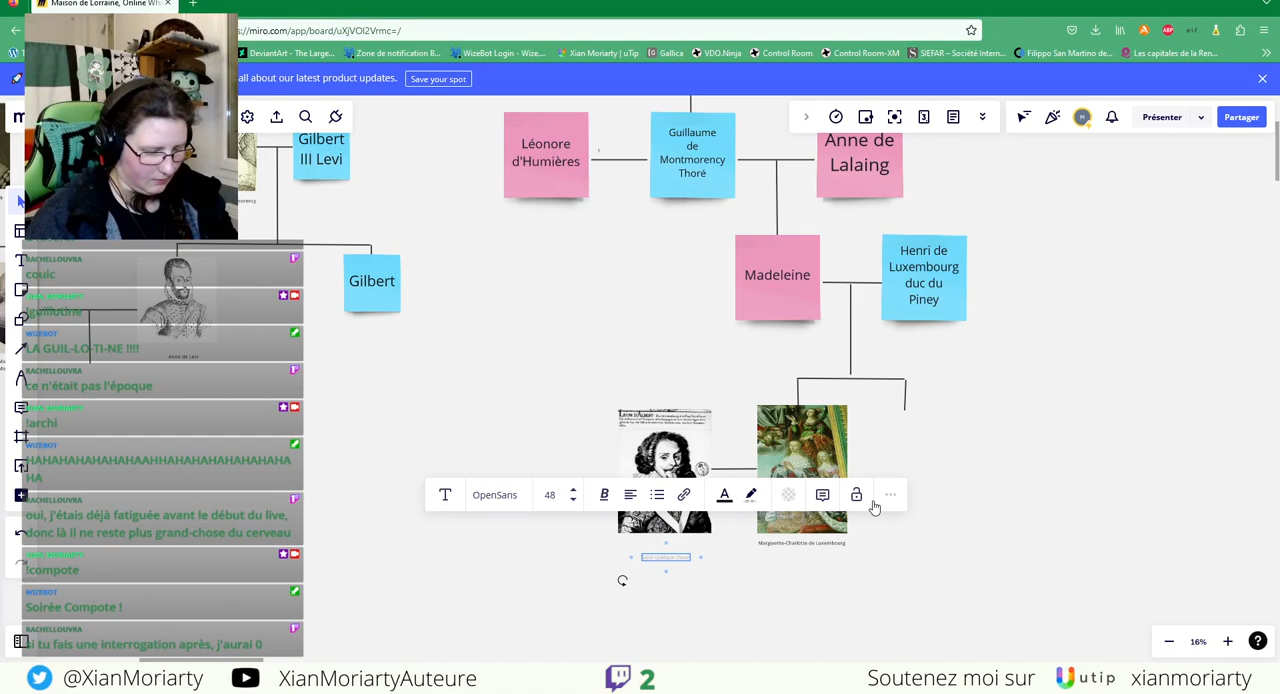 Maison de Lorraine, Online Whi
s://miro.com/app/board/uXjVOl2Vrmc=/
DeviantArt - The Large...
Zone de notification B...
WizeBot Login - Wize...
Xian Moriarty | uTip
Gallica
VDO.Ninja
Control Room
Control Room-XM
SIEFAR – Société Intern...
Filippo San Martino de...
Les capitales de la Ren...
all about our latest product updates.
Save your spot
Présenter
Partager
Gilbert
III Levi
Léonore
d'Humières
Guillaume
de
Montmorency
Thoré
Anne de
Lalaing
Madeleine
Henri de
Luxembourg
duc du
Piney
Gilbert
Anne de Levi
RACHELLOUVRA
couic
XIAN_MORIARTY
!guillotine
WIZEBOT
LA GUIL-LO-TI-NE !!!!
RACHELLOUVRA
ce n'était pas l'époque
XIAN_MORIARTY
!archi
WIZEBOT
HAHAHAHAHAHAHAAHHAHAHAHAHAHAHA
HA
RACHELLOUVRA
oui, j'étais déjà fatiguée avant le début du live,
donc là il ne reste plus grand-chose du cerveau
XIAN_MORIARTY
!compote
WIZEBOT
Soirée Compote !
RACHELLOUVRA
si tu fais une interrogation après, j'aurai 0
OpenSans
48
Marguerite-Charlotte de Luxembourg
16%
@XianMoriarty
XianMoriartyAuteure
2
Soutenez moi sur
utip
xianmoriarty